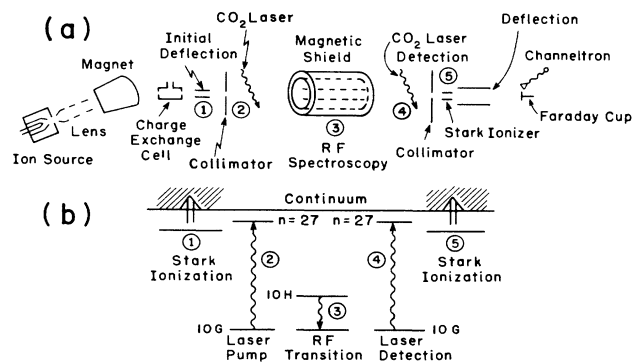 (a)
Initial
Deflection
CO2 Laser
Magnetic
Shield
CO2 Laser
Detection
Deflection
Magnet
Channeltron
Lens
Ion Source
Charge
Exchange
Cell
①
②
Collimator
③
RF
Spectroscopy
④
⑤
Stark Ionizer
Collimator
Faraday Cup
(b)
Continuum
n=27 n=27
①
Stark
Ionization
②
④
⑤
Stark
Ionization
10H
③
10G
10G
Laser
Pump
RF
Transition
Laser
Detection